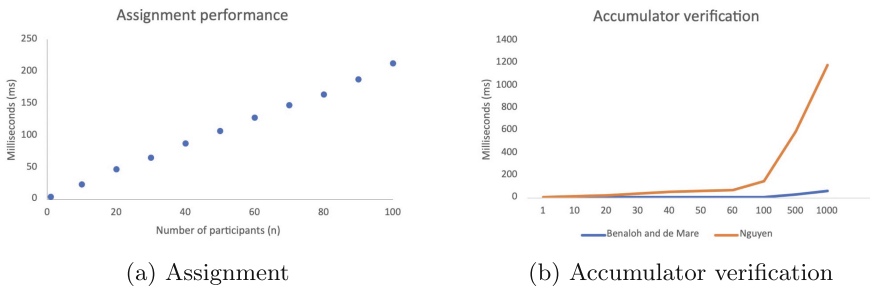 Assignment performance
250
200
150
100
50
0
Milliseconds (ms)
0 20 40 60 80 100
Number of participants (n)
(a) Assignment
Accumulator verification
1400
1200
1000
800
600
400
200
0
Milliseconds (ms)
1 10 20 30 40 50 60 100 500 1000
Benaloh and de Mare Nguyen
(b) Accumulator verification